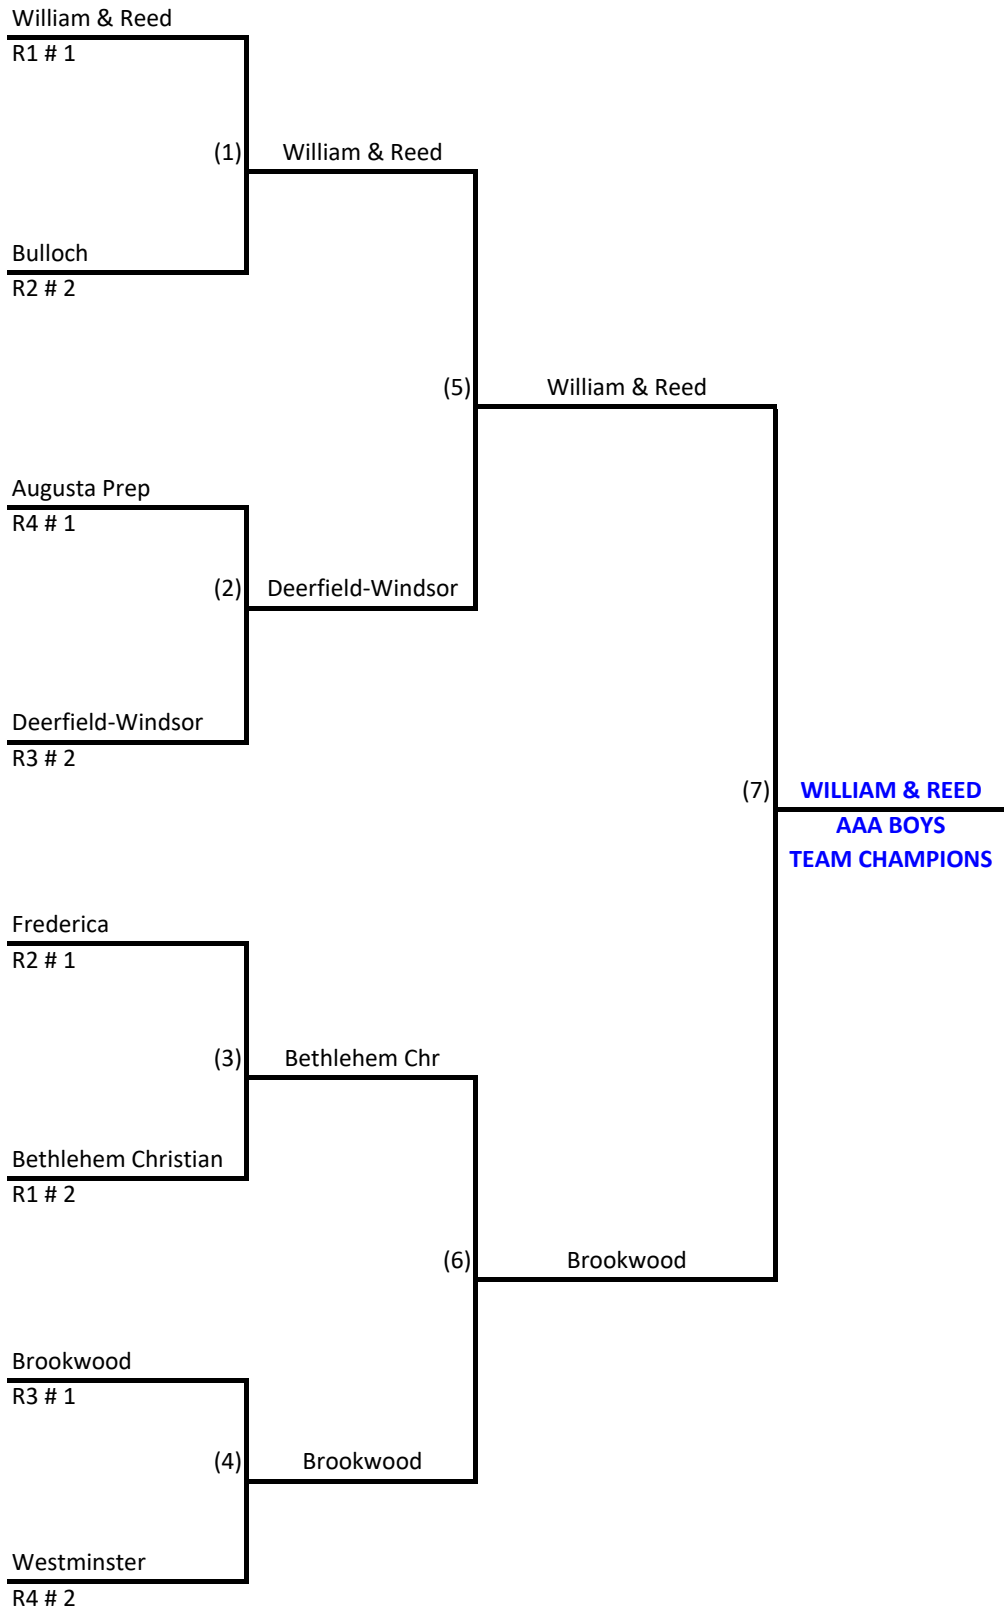 William & Reed
R1 # 1
(1)
William & Reed
Bulloch
R2 # 2
(5)
William & Reed
Augusta Prep
R4 # 1
(2)
Deerfield-Windsor
Deerfield-Windsor
R3 # 2
(7)
WILLIAM & REED
AAA BOYS
TEAM CHAMPIONS
Frederica
R2 # 1
(3)
Bethlehem Chr
Bethlehem Christian
R1 # 2
(6)
Brookwood
Brookwood
R3 # 1
(4)
Brookwood
Westminster
R4 # 2